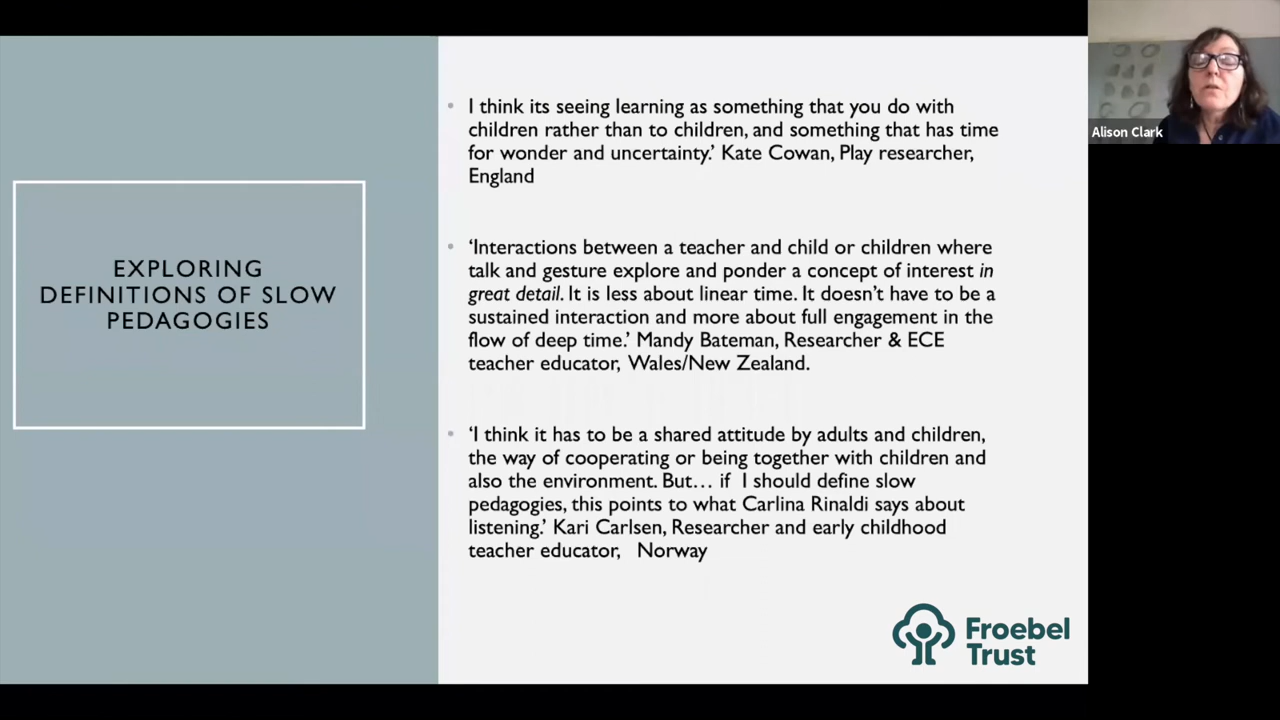 EXPLORING
DEFINITIONS OF SLOW
PEDAGOGIES
I think its seeing learning as something that you do with
children rather than to children, and something that has time
for wonder and uncertainty.’ Kate Cowan, Play researcher,
England
‘Interactions between a teacher and child or children where
talk and gesture explore and ponder a concept of interest in
great detail. It is less about linear time. It doesn’t have to be a
sustained interaction and more about full engagement in the
flow of deep time.’ Mandy Bateman, Researcher & ECE
teacher educator, Wales/New Zealand.
‘I think it has to be a shared attitude by adults and children,
the way of cooperating or being together with children and
also the environment. But… if I should define slow
pedagogies, this points to what Carlina Rinaldi says about
listening.’ Kari Carlsen, Researcher and early childhood
teacher educator, Norway
Froebel
Trust
Alison Clark